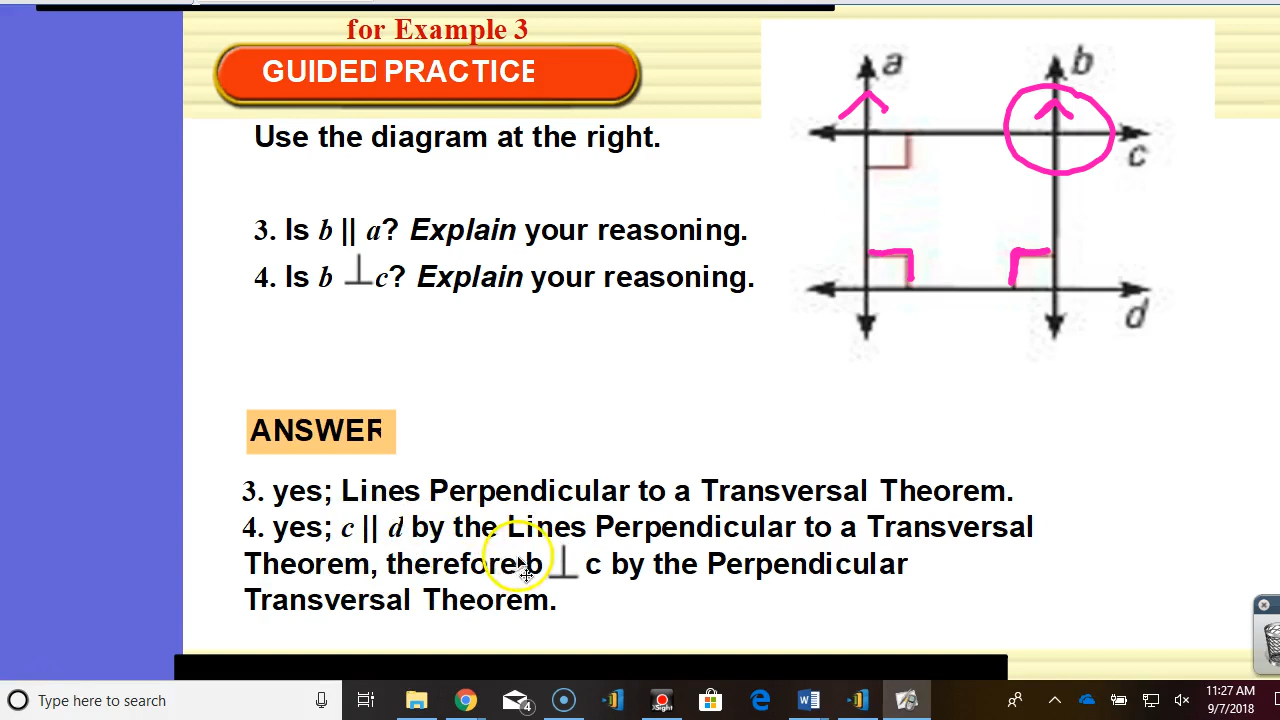 for Example 3
GUIDED PRACTICE
Use the diagram at the right.
3. Is b || a? Explain your reasoning.
4. Is b ⊥ c? Explain your reasoning.
a
b
c
d
ANSWER
3. yes; Lines Perpendicular to a Transversal Theorem.
4. yes; c || d by the Lines Perpendicular to a Transversal
Theorem, therefore b ⊥ c by the Perpendicular
Transversal Theorem.
Type here to search
4
11:27 AM
9/7/2018